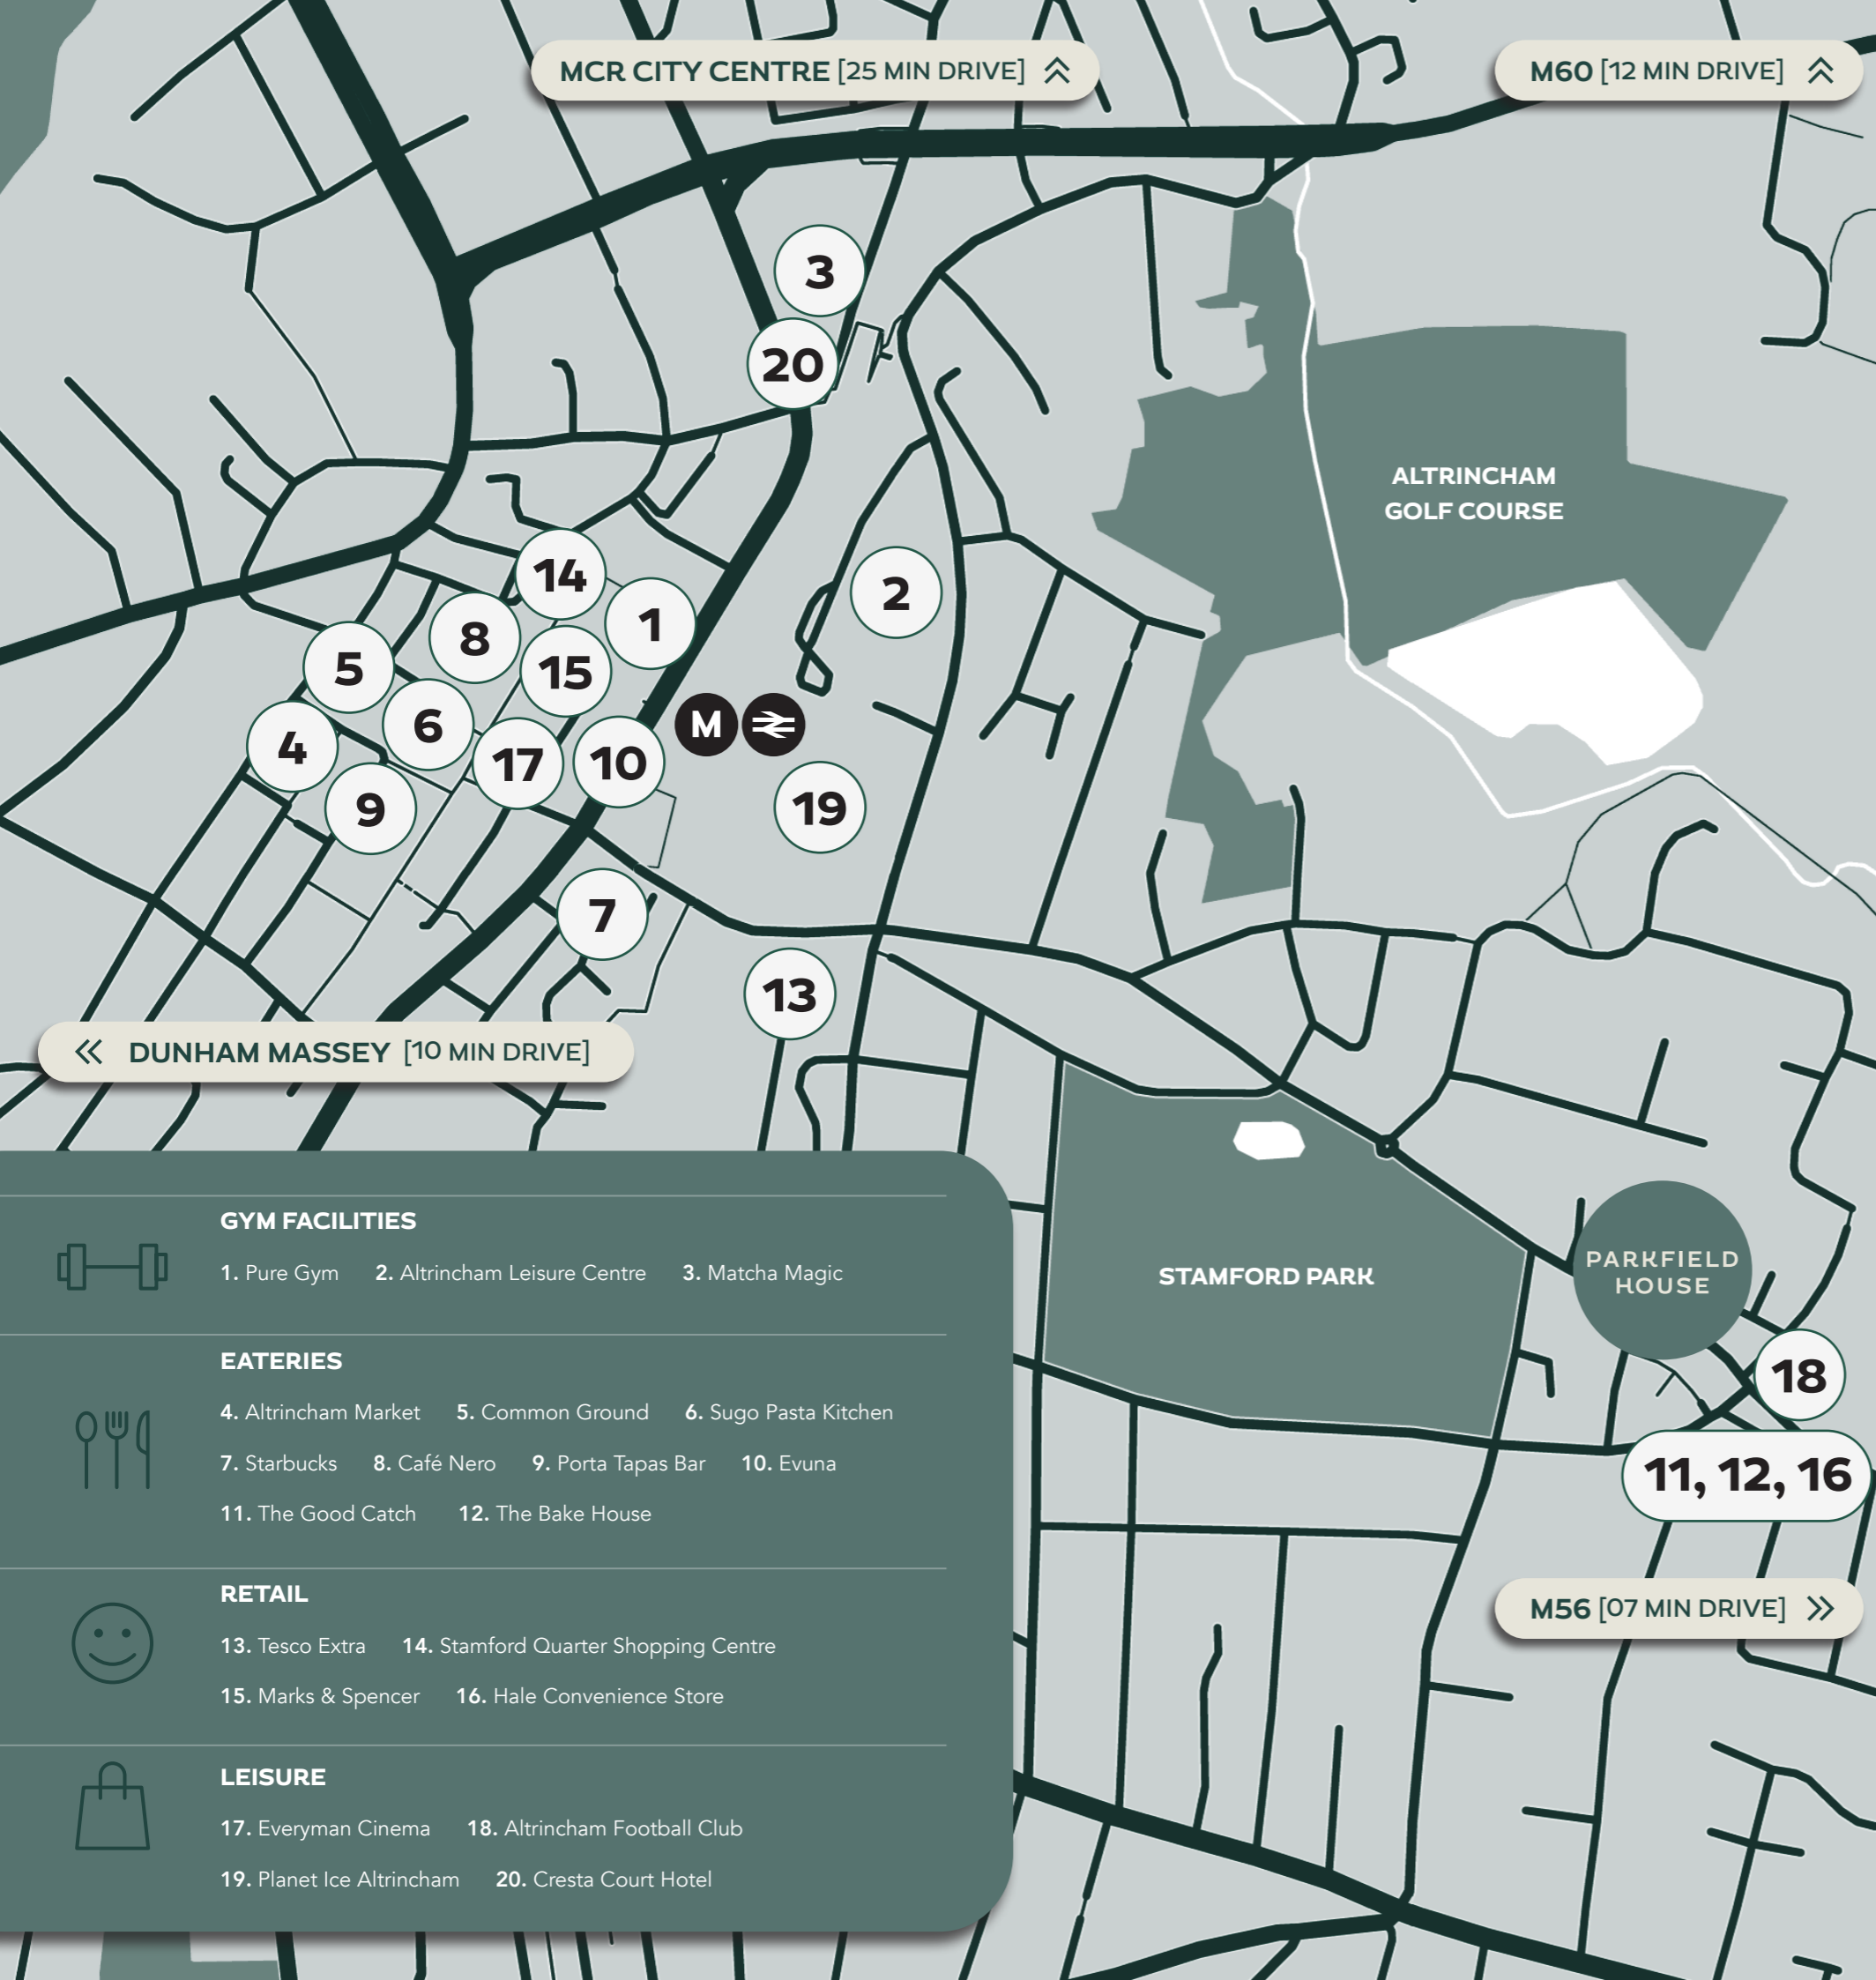 MCR CITY CENTRE [25 MIN DRIVE]
M60 [12 MIN DRIVE]
3
20
ALTRINCHAM
GOLF COURSE
14
2
1
8
5
15
6
M
4
17
10
9
19
7
13
DUNHAM MASSEY [10 MIN DRIVE]
STAMFORD PARK
PARKFIELD
HOUSE
18
11, 12, 16
M56 [07 MIN DRIVE]
GYM FACILITIES
1. Pure Gym 2. Altrincham Leisure Centre 3. Matcha Magic
EATERIES
4. Altrincham Market 5. Common Ground 6. Sugo Pasta Kitchen
7. Starbucks 8. Café Nero 9. Porta Tapas Bar 10. Evuna
11. The Good Catch 12. The Bake House
RETAIL
13. Tesco Extra 14. Stamford Quarter Shopping Centre
15. Marks & Spencer 16. Hale Convenience Store
LEISURE
17. Everyman Cinema 18. Altrincham Football Club
19. Planet Ice Altrincham 20. Cresta Court Hotel